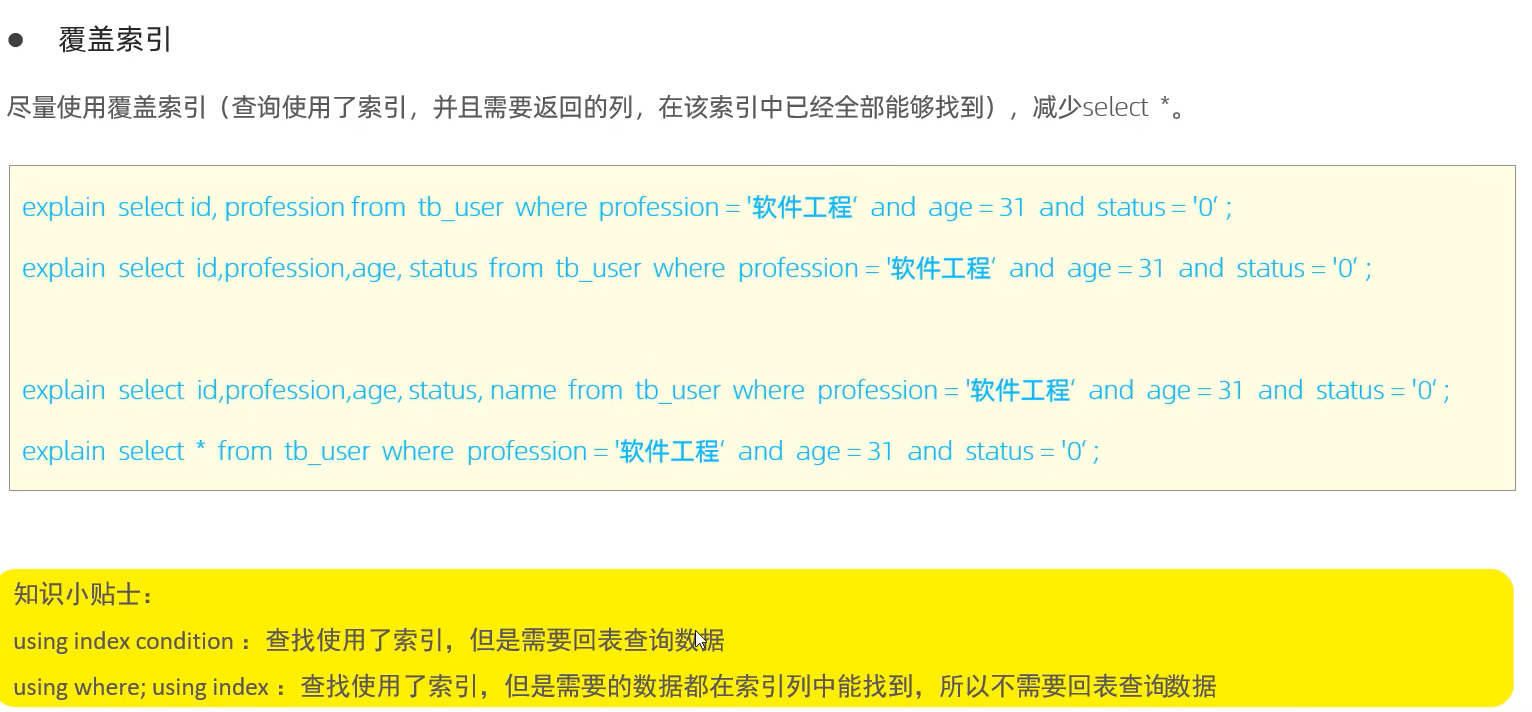 ● 覆盖索引
尽量使用覆盖索引（查询使用了索引，并且需要返回的列，在该索引中已经全部能够找到），减少select *。
explain select id, profession from tb_user where profession = '软件工程‘ and age = 31 and status = '0‘ ;
explain select id,profession,age, status from tb_user where profession = '软件工程‘ and age = 31 and status = '0‘ ;
explain select id,profession,age, status, name from tb_user where profession = '软件工程‘ and age = 31 and status = '0‘ ;
explain select * from tb_user where profession = '软件工程‘ and age = 31 and status = '0‘ ;
知识小贴士：
using index condition ：查找使用了索引，但是需要回表查询数据
using where; using index ：查找使用了索引，但是需要的数据都在索引列中能找到，所以不需要回表查询数据